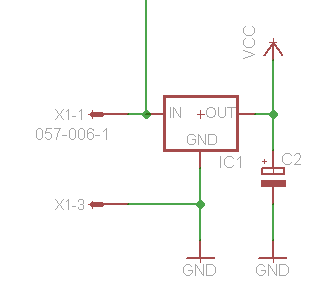 VCC
X1-1
057-006-1
IN
+OUT
GND
IC1
+
C2
X1-3
GND
GND